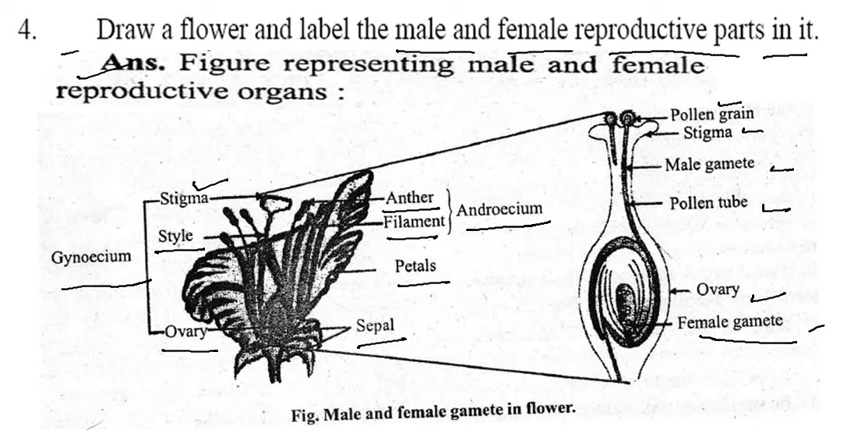 4. Draw a flower and label the male and female reproductive parts in it.
Ans. Figure representing male and female
reproductive organs :
Pollen grain
Stigma
Male gamete
Pollen tube
Ovary
Female gamete
Stigma
Style
Gynoecium
Ovary
Anther
Filament
Androecium
Petals
Sepal
Fig. Male and female gamete in flower.